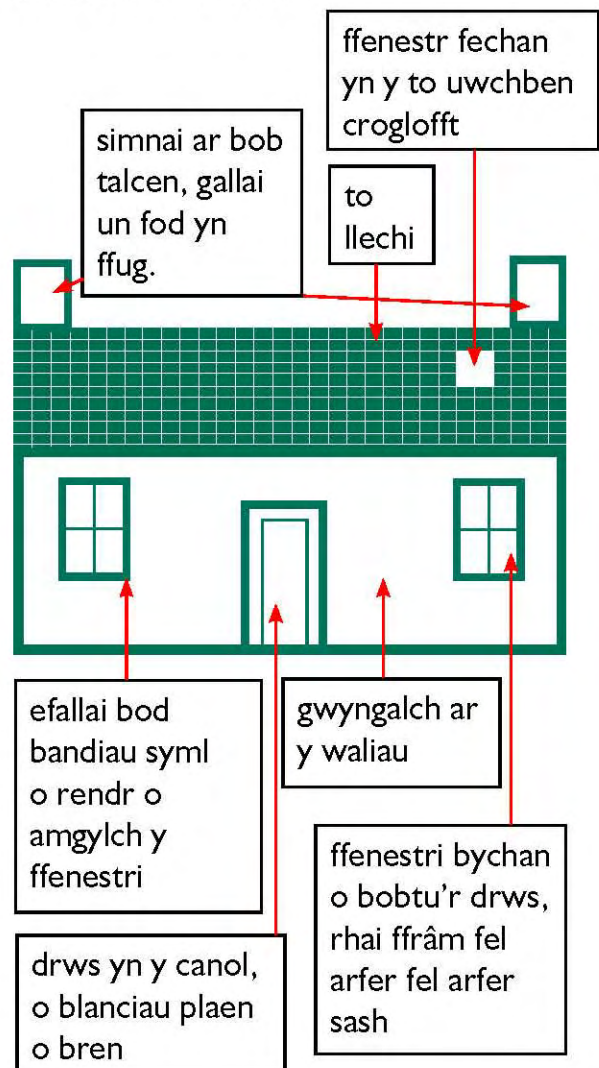 ffenestr fechan
yn y to uwchben
croglofft
simnai ar bob
talcen, gallai
un fod yn
ffug.
to
llechi
efallai bod
bandiau syml
o rendr o
amgylch y
ffenestri
gwyngalch ar
y waliau
ffenestri bychan
o bobtu'r drws,
rhai ffrâm fel
arfer fel arfer
sash
drws yn y canol,
o blanciau plaen
o bren